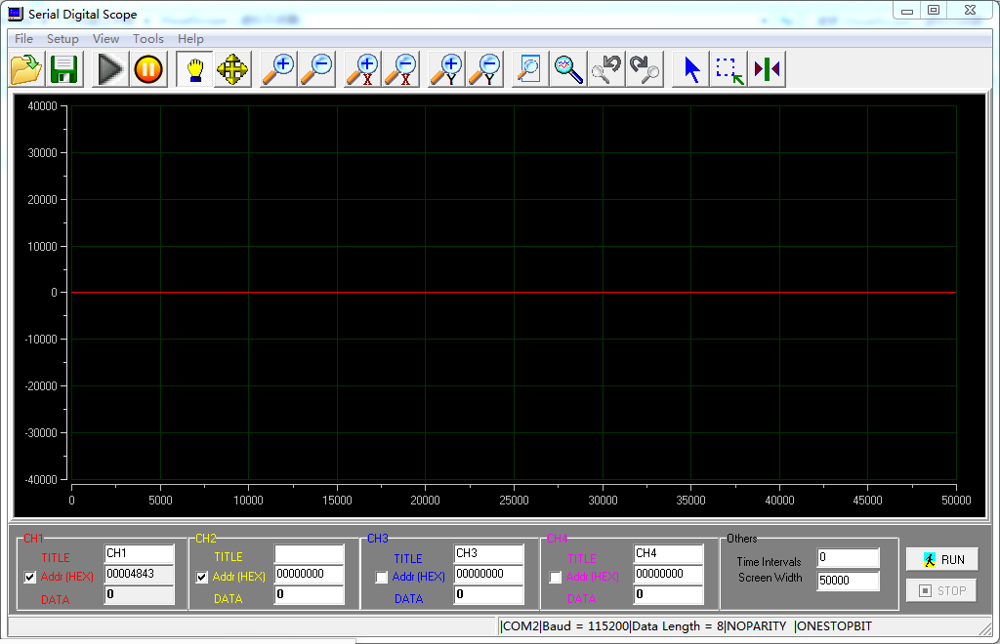 Serial Digital Scope
File Setup View Tools Help
X X Y Y
40000
30000
20000
10000
0
-10000
-20000
-30000
-40000
0 5000 10000 15000 20000 25000 30000 35000 40000 45000 50000
CH1 CH2 CH3 CH4 Others
TITLE CH1 TITLE TITLE CH3 TITLE CH4 Time Intervals 0 RUN
Addr (HEX) 00004843 Addr (HEX) 00000000 Addr (HEX) 00000000 Addr (HEX) 00000000 Screen Width 50000
DATA 0 DATA 0 DATA 0 DATA 0 STOP
|COM2|Baud = 115200|Data Length = 8|NOPARITY |ONESTOPBIT